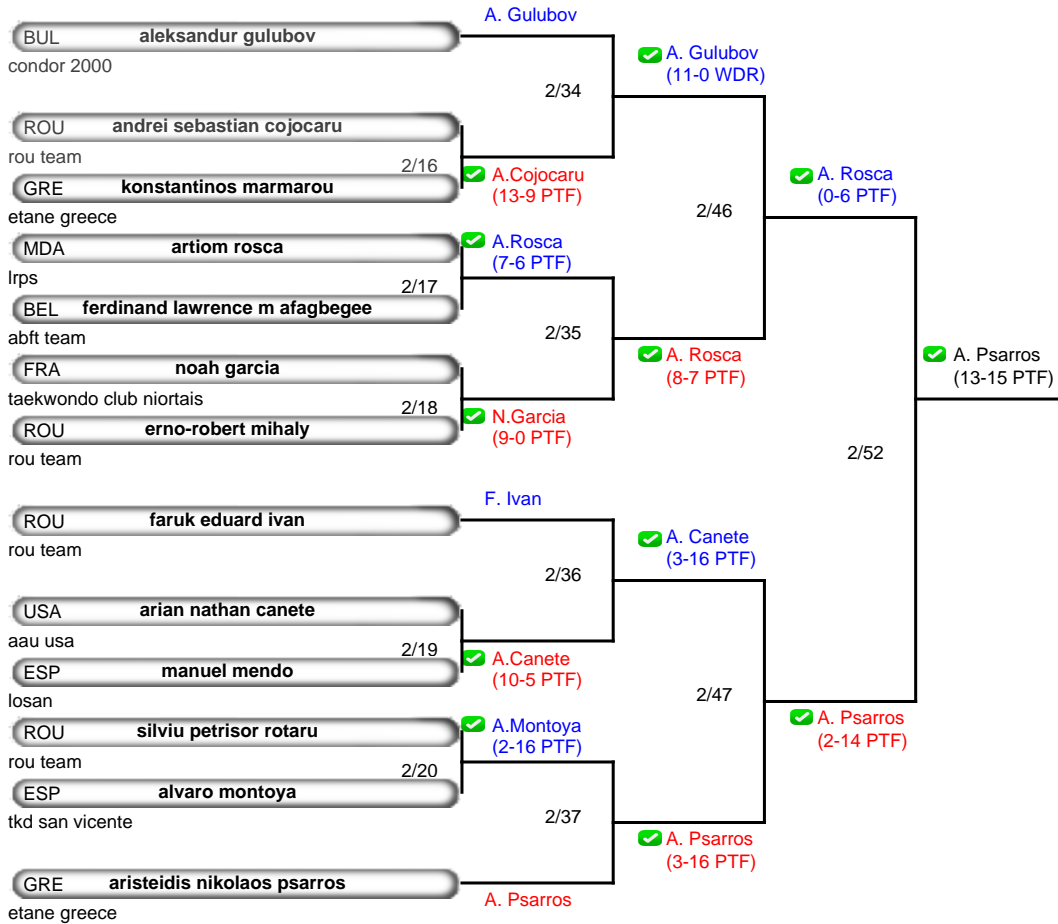 A. Gulubov
BUL aleksandur gulubov
condor 2000
A. Gulubov
(11-0 WDR)
2/34
ROU andrei sebastian cojocaru
rou team
2/16
A.Cojocaru
(13-9 PTF)
GRE konstantinos marmarou
etane greece
A. Rosca
(0-6 PTF)
2/46
MDA artiom rosca
lrps
A.Rosca
(7-6 PTF)
2/17
BEL ferdinand lawrence m afagbegee
abft team
2/35
A. Rosca
(8-7 PTF)
FRA noah garcia
taekwondo club niortais
2/18
N.Garcia
(9-0 PTF)
ROU erno-robert mihaly
rou team
A. Psarros
(13-15 PTF)
2/52
F. Ivan
ROU faruk eduard ivan
rou team
A. Canete
(3-16 PTF)
2/36
USA arian nathan canete
aau usa
2/19
A.Canete
(10-5 PTF)
ESP manuel mendo
losan
2/47
A. Psarros
(2-14 PTF)
ROU silviu petrisor rotaru
rou team
A.Montoya
(2-16 PTF)
2/20
ESP alvaro montoya
tkd san vicente
2/37
A. Psarros
(3-16 PTF)
GRE aristeidis nikolaos psarros
etane greece
A. Psarros